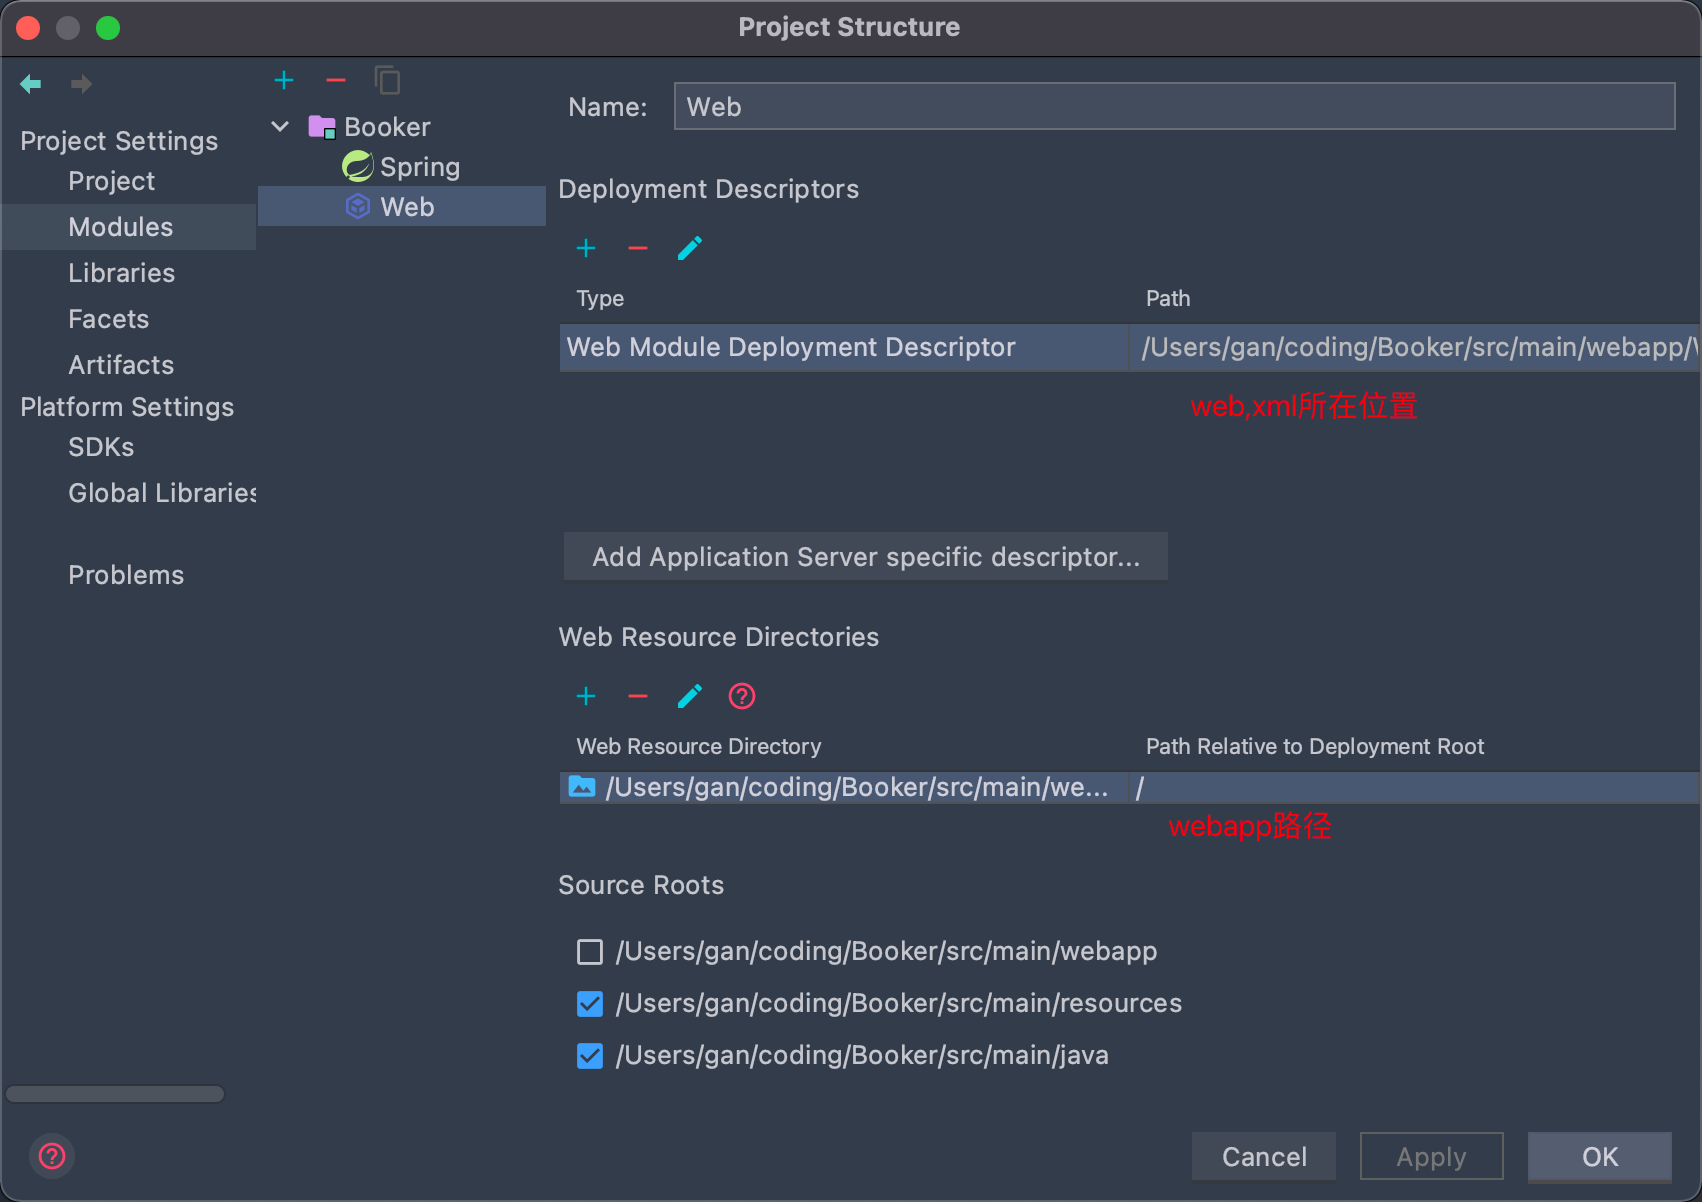 Project Structure
Project Settings
Project
Modules
Libraries
Facets
Artifacts
Platform Settings
SDKs
Global Libraries
Problems
Booker
Spring
Web
Name:
Web
Deployment Descriptors
Type
Path
Web Module Deployment Descriptor
/Users/gan/coding/Booker/src/main/webapp/
web,xml所在位置
Add Application Server specific descriptor...
Web Resource Directories
Web Resource Directory
Path Relative to Deployment Root
/Users/gan/coding/Booker/src/main/we...
/
webapp路径
Source Roots
/Users/gan/coding/Booker/src/main/webapp
/Users/gan/coding/Booker/src/main/resources
/Users/gan/coding/Booker/src/main/java
Cancel
Apply
OK